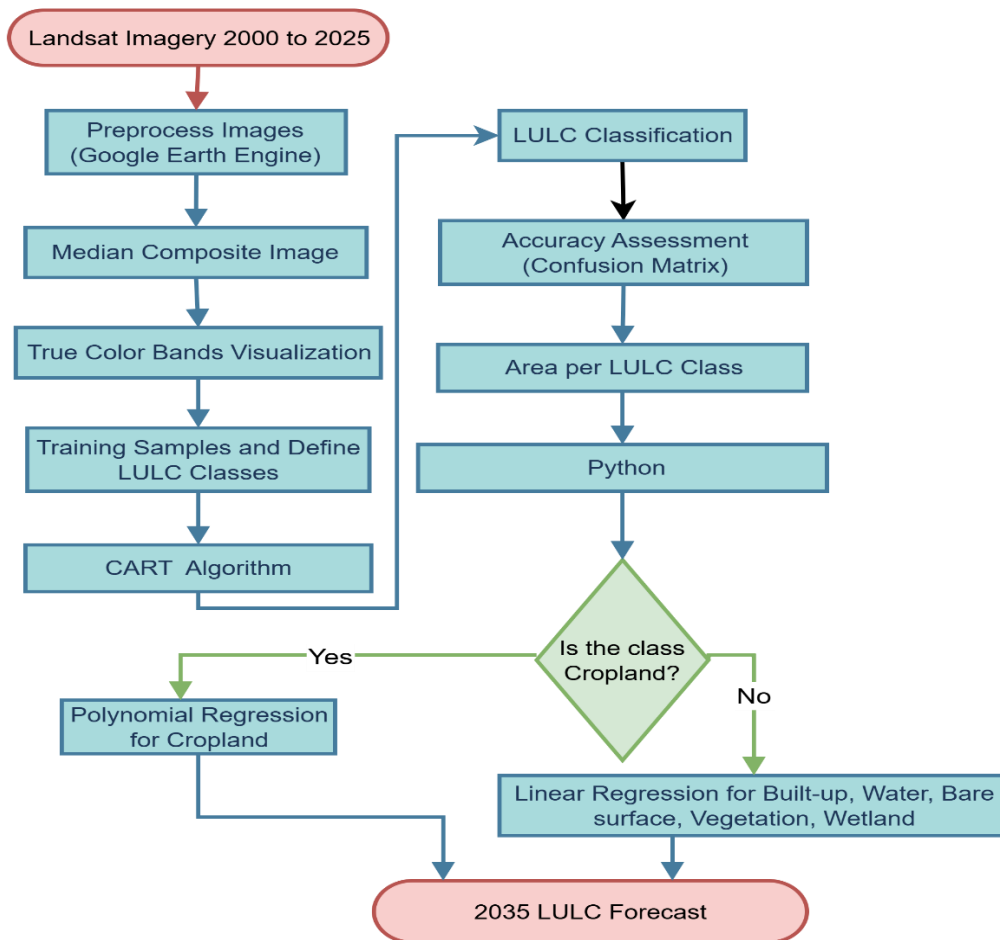 Landsat Imagery 2000 to 2025
Preprocess Images
(Google Earth Engine)
Median Composite Image
True Color Bands Visualization
Training Samples and Define
LULC Classes
CART Algorithm
LULC Classification
Accuracy Assessment
(Confusion Matrix)
Area per LULC Class
Python
Is the class
Cropland?
Yes
No
Polynomial Regression
for Cropland
Linear Regression for Built-up, Water, Bare
surface, Vegetation, Wetland
2035 LULC Forecast